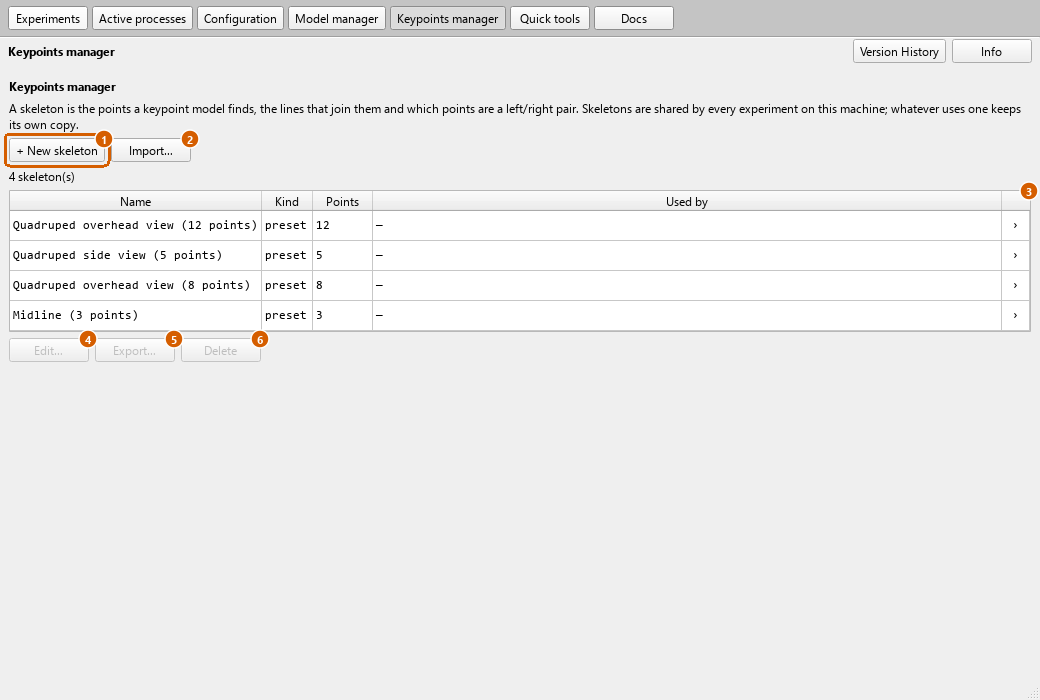 Experiments Active processes Configuration Model manager Keypoints manager Quick tools Docs
Keypoints manager Version History Info
Keypoints manager
A skeleton is the points a keypoint model finds, the lines that join them and which points are a left/right pair. Skeletons are shared by every experiment on this machine; whatever uses one keeps
its own copy.
1 2
+ New skeleton Import...
4 skeleton(s)
3
Name Kind Points Used by
Quadruped overhead view (12 points) preset 12 — ›
Quadruped side view (5 points) preset 5 — ›
Quadruped overhead view (8 points) preset 8 — ›
Midline (3 points) preset 3 — ›
4 5 6
Edit... Export... Delete